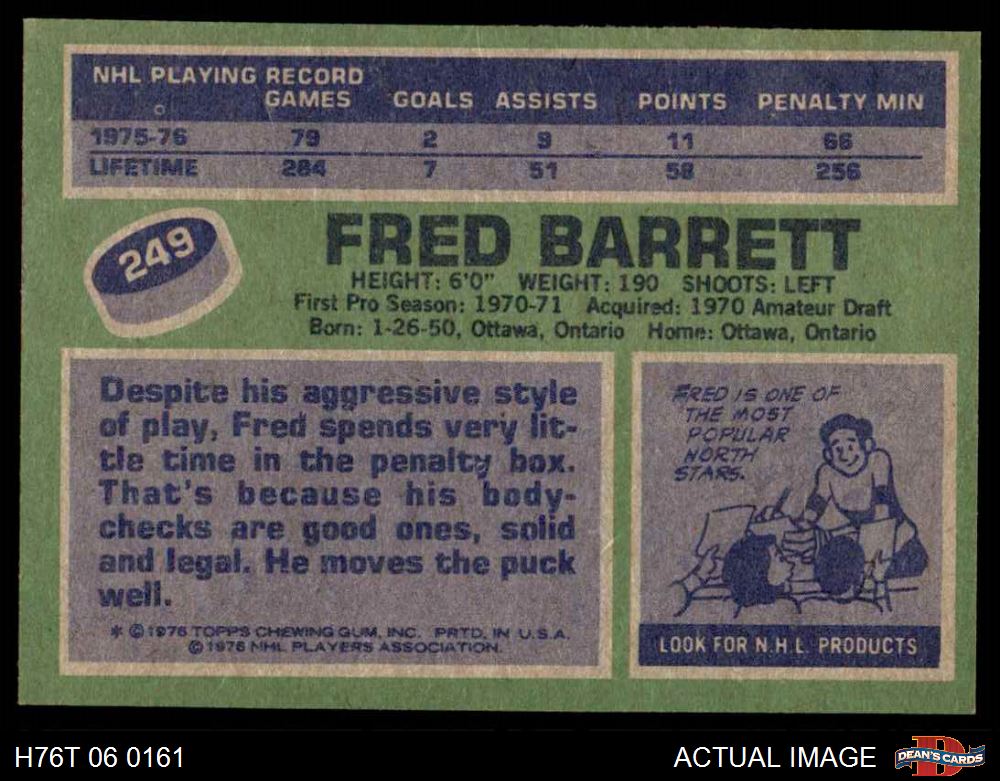 NHL PLAYING RECORD
GAMES GOALS ASSISTS POINTS PENALTY MIN
1975-76 79 2 9 11 66
LIFETIME 284 7 51 58 256
249
FRED BARRETT
HEIGHT: 6'0" WEIGHT: 190 SHOOTS: LEFT
First Pro Season: 1970-71 Acquired: 1970 Amateur Draft
Born: 1-26-50, Ottawa, Ontario Home: Ottawa, Ontario
Despite his aggressive style
of play, Fred spends very lit-
tle time in the penalty box.
That's because his body-
checks are good ones, solid
and legal. He moves the puck
well.
* © 1976 TOPPS CHEWING GUM, INC. PRTD. IN U.S.A.
© 1976 NHL PLAYERS ASSOCIATION.
FRED IS ONE OF
THE MOST
POPULAR
NORTH
STARS.
LOOK FOR N.H.L. PRODUCTS
H76T 06 0161
ACTUAL IMAGE
D
DEAN'S CARDS